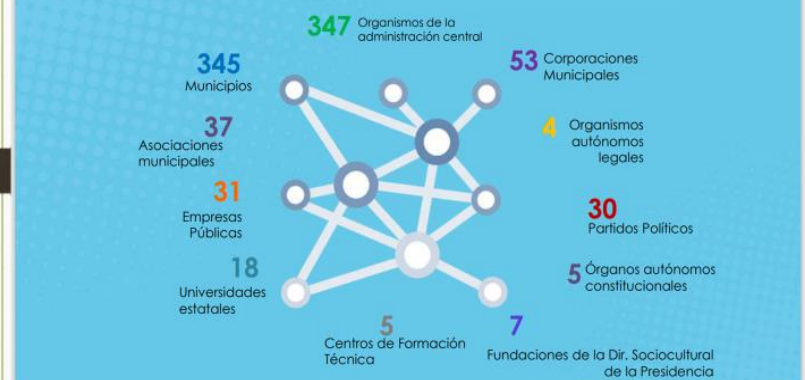 347 Organismos de la
administración central
345
Municipios
53 Corporaciones
Municipales
37
Asociaciones
municipales
4 Organismos
autónomos
legales
31
Empresas
Públicas
30
Partidos Políticos
18
Universidades
estatales
5 Órganos autónomos
constitucionales
5
Centros de Formación
Técnica
7
Fundaciones de la Dir. Sociocultural
de la Presidencia